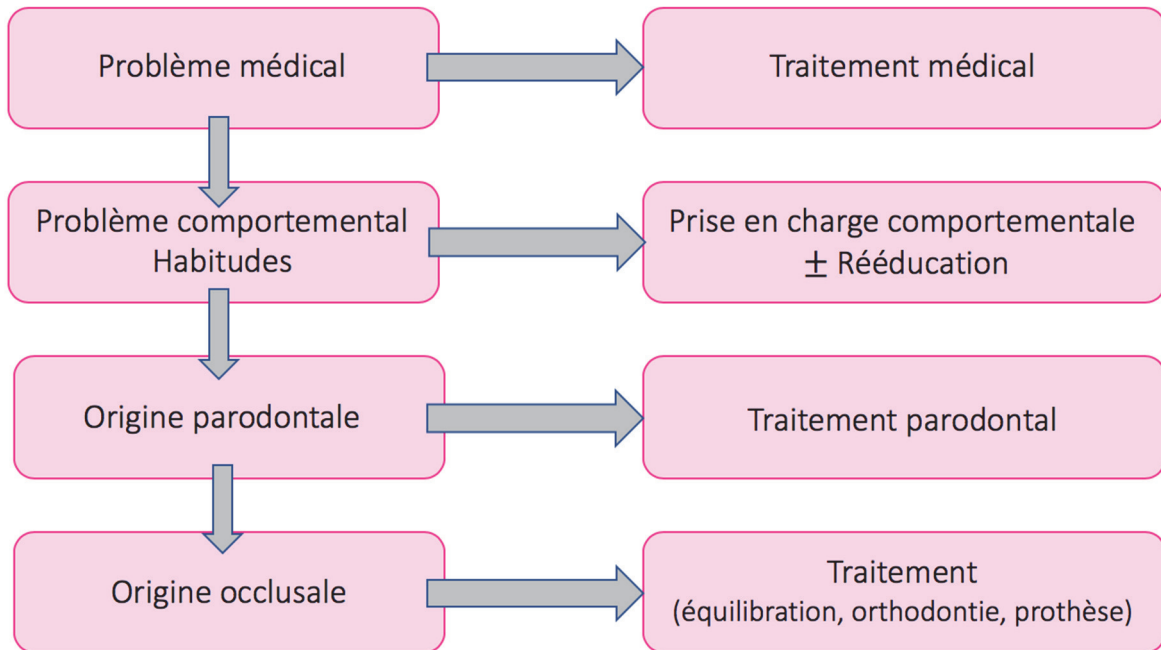 Problème médical
Traitement médical
Problème comportemental
Habitudes
Prise en charge comportementale
± Rééducation
Origine parodontale
Traitement parodontal
Origine occlusale
Traitement
(équilibration, orthodontie, prothèse)